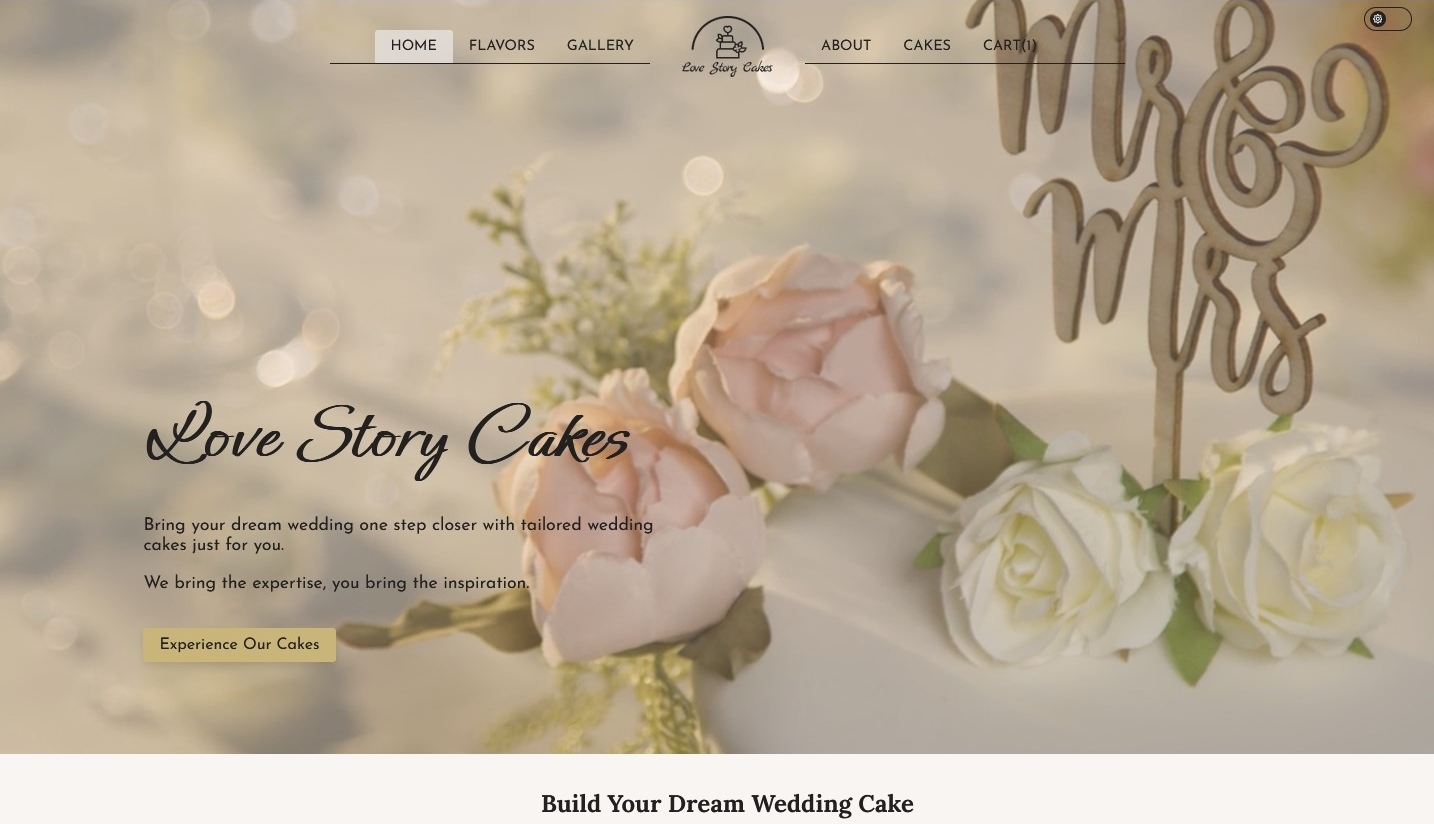 HOME FLAVORS GALLERY
Love Story Cakes
ABOUT CAKES CART(1)
Mr &
Mrs
Love Story Cakes
Bring your dream wedding one step closer with tailored wedding
cakes just for you.
We bring the expertise, you bring the inspiration.
Experience Our Cakes
Build Your Dream Wedding Cake